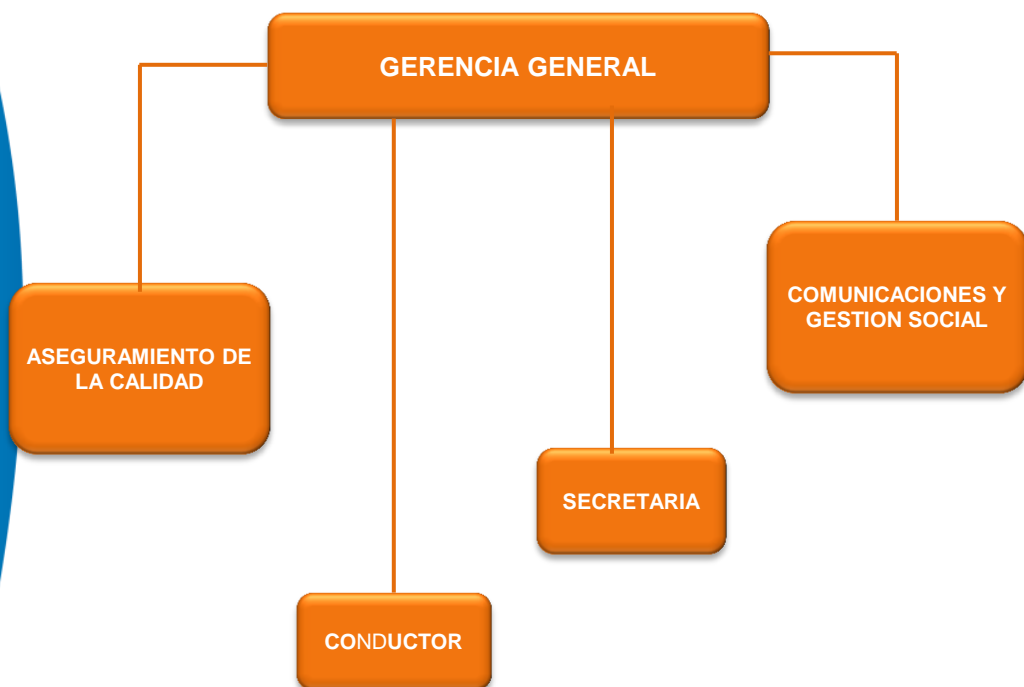 GERENCIA GENERAL
COMUNICACIONES Y
GESTION SOCIAL
ASEGURAMIENTO DE
LA CALIDAD
SECRETARIA
CONDUCTOR